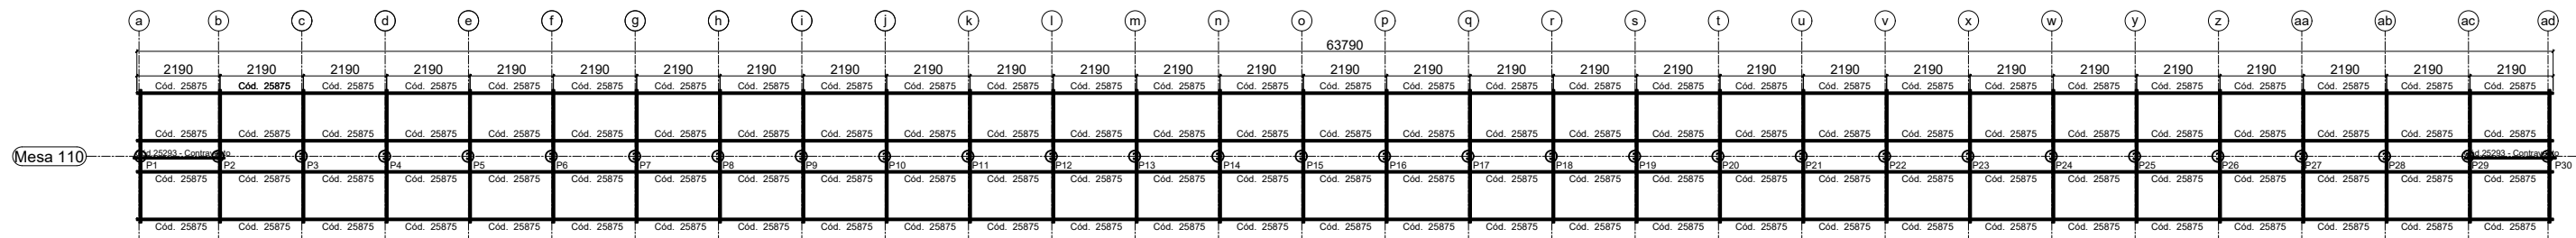 a b c d e f g h i j k l m n o p q r s t u v x w y z aa ab ac ad
63790
2190 2190 2190 2190 2190 2190 2190 2190 2190 2190 2190 2190 2190 2190 2190 2190 2190 2190 2190 2190 2190 2190 2190 2190 2190 2190 2190 2190 2190
Cód. 25875 Cód. 25875 Cód. 25875 Cód. 25875 Cód. 25875 Cód. 25875 Cód. 25875 Cód. 25875 Cód. 25875 Cód. 25875 Cód. 25875 Cód. 25875 Cód. 25875 Cód. 25875 Cód. 25875 Cód. 25875 Cód. 25875 Cód. 25875 Cód. 25875 Cód. 25875 Cód. 25875 Cód. 25875 Cód. 25875 Cód. 25875 Cód. 25875 Cód. 25875 Cód. 25875 Cód. 25875 Cód. 25875
Cód. 25875 Cód. 25875 Cód. 25875 Cód. 25875 Cód. 25875 Cód. 25875 Cód. 25875 Cód. 25875 Cód. 25875 Cód. 25875 Cód. 25875 Cód. 25875 Cód. 25875 Cód. 25875 Cód. 25875 Cód. 25875 Cód. 25875 Cód. 25875 Cód. 25875 Cód. 25875 Cód. 25875 Cód. 25875 Cód. 25875 Cód. 25875 Cód. 25875 Cód. 25875 Cód. 25875 Cód. 25875 Cód. 25875
Mesa 110 25293 - Contravento 25293 - Contravento
P1 P2 P3 P4 P5 P6 P7 P8 P9 P10 P11 P12 P13 P14 P15 P16 P17 P18 P19 P20 P21 P22 P23 P24 P25 P26 P27 P28 P29 P30
Cód. 25875 Cód. 25875 Cód. 25875 Cód. 25875 Cód. 25875 Cód. 25875 Cód. 25875 Cód. 25875 Cód. 25875 Cód. 25875 Cód. 25875 Cód. 25875 Cód. 25875 Cód. 25875 Cód. 25875 Cód. 25875 Cód. 25875 Cód. 25875 Cód. 25875 Cód. 25875 Cód. 25875 Cód. 25875 Cód. 25875 Cód. 25875 Cód. 25875 Cód. 25875 Cód. 25875 Cód. 25875 Cód. 25875
Cód. 25875 Cód. 25875 Cód. 25875 Cód. 25875 Cód. 25875 Cód. 25875 Cód. 25875 Cód. 25875 Cód. 25875 Cód. 25875 Cód. 25875 Cód. 25875 Cód. 25875 Cód. 25875 Cód. 25875 Cód. 25875 Cód. 25875 Cód. 25875 Cód. 25875 Cód. 25875 Cód. 25875 Cód. 25875 Cód. 25875 Cód. 25875 Cód. 25875 Cód. 25875 Cód. 25875 Cód. 25875 Cód. 25875